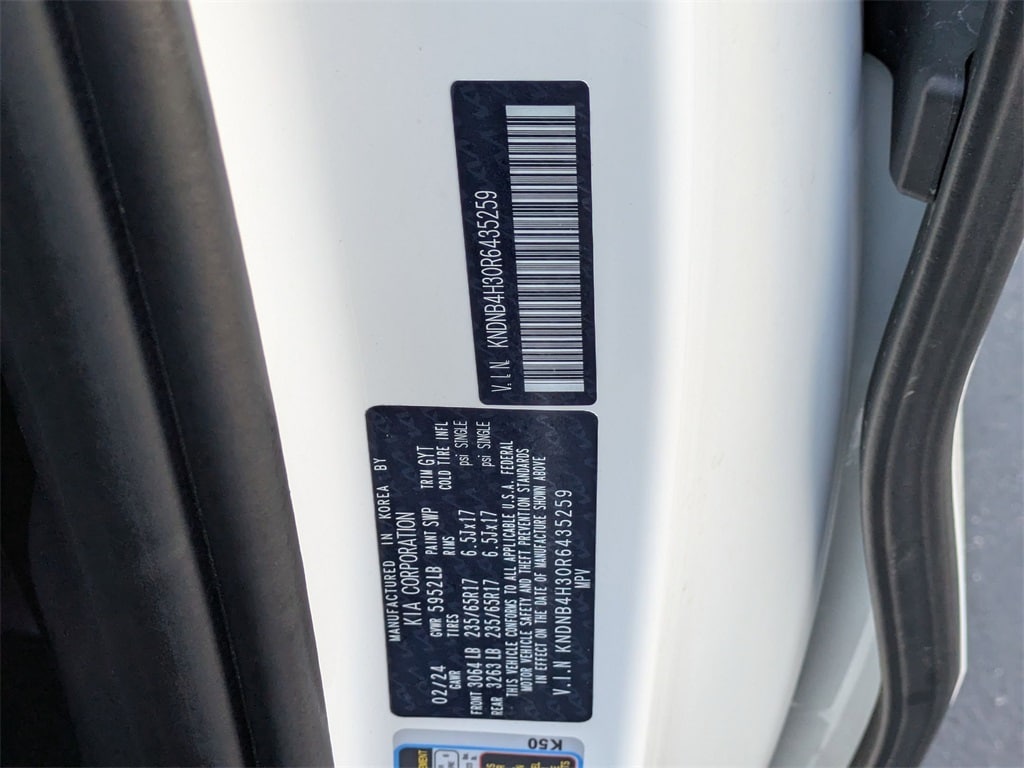 V.I.N KNDNB4H30R6435259
MANUFACTURED IN KOREA BY
KIA CORPORATION
02/24 GVWR 5952LB PAINT SWP TRIM GYT
GAWR TIRES RIMS COLD TIRE INFL
FRONT 3064 LB 235/65R17 6.5Jx17 psi SINGLE
REAR 3263 LB 235/65R17 6.5Jx17 psi SINGLE
THIS VEHICLE CONFORMS TO ALL APPLICABLE U.S.A. FEDERAL
MOTOR VEHICLE SAFETY AND THEFT PREVENTION STANDARDS
IN EFFECT ON THE DATE OF MANUFACTURE SHOWN ABOVE
V.I.N KNDNB4H30R6435259
MPV
K50